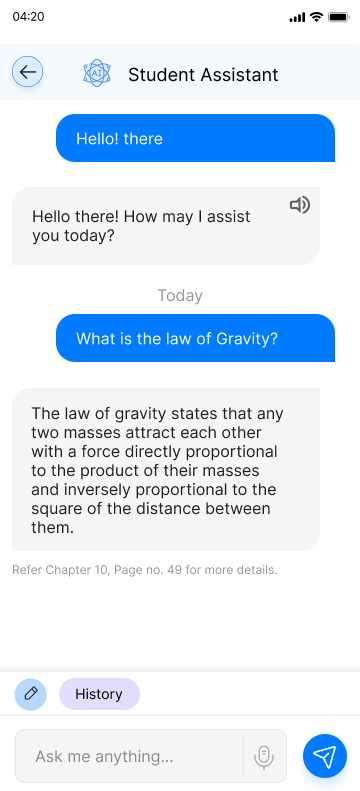 04:20
AI
Student Assistant
Hello! there
Hello there! How may I assist
you today?
Today
What is the law of Gravity?
The law of gravity states that any
two masses attract each other
with a force directly proportional
to the product of their masses
and inversely proportional to the
square of the distance between
them.
Refer Chapter 10, Page no. 49 for more details.
History
Ask me anything...